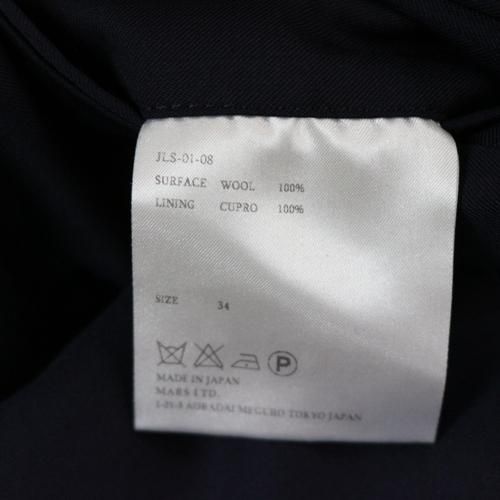 JLS-01-08
SURFACE WOOL 100%
LINING CUPRO 100%
SIZE 34
P
MADE IN JAPAN
MARS LTD.
1-21-3 AOBADAI MEGURO TOKYO JAPAN